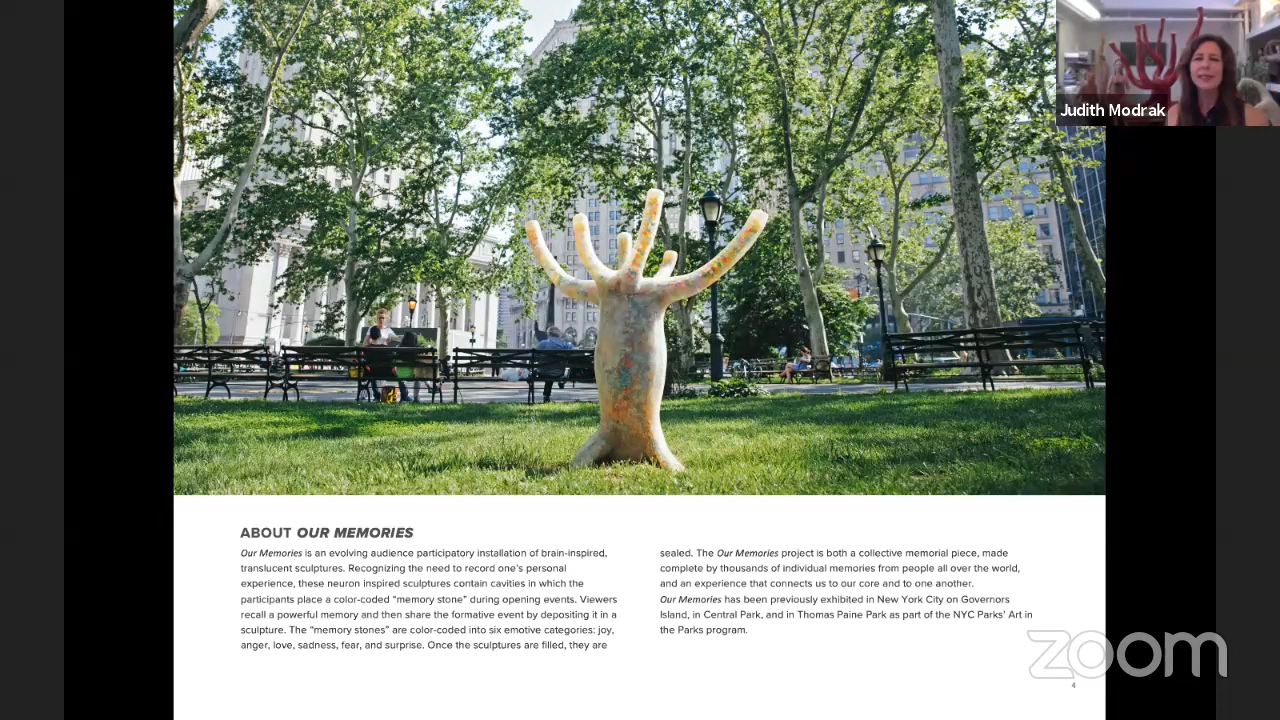 Judith Modrak
ABOUT OUR MEMORIES
Our Memories is an evolving audience participatory installation of brain-inspired,
translucent sculptures. Recognizing the need to record one's personal
experience, these neuron inspired sculptures contain cavities in which the
participants place a color-coded “memory stone” during opening events. Viewers
recall a powerful memory and then share the formative event by depositing it in a
sculpture. The “memory stones” are color-coded into six emotive categories: joy,
anger, love, sadness, fear, and surprise. Once the sculptures are filled, they are
sealed. The Our Memories project is both a collective memorial piece, made
complete by thousands of individual memories from people all over the world,
and an experience that connects us to our core and to one another.
Our Memories has been previously exhibited in New York City on Governors
Island, in Central Park, and in Thomas Paine Park as part of the NYC Parks' Art in
the Parks program.
zoom
4